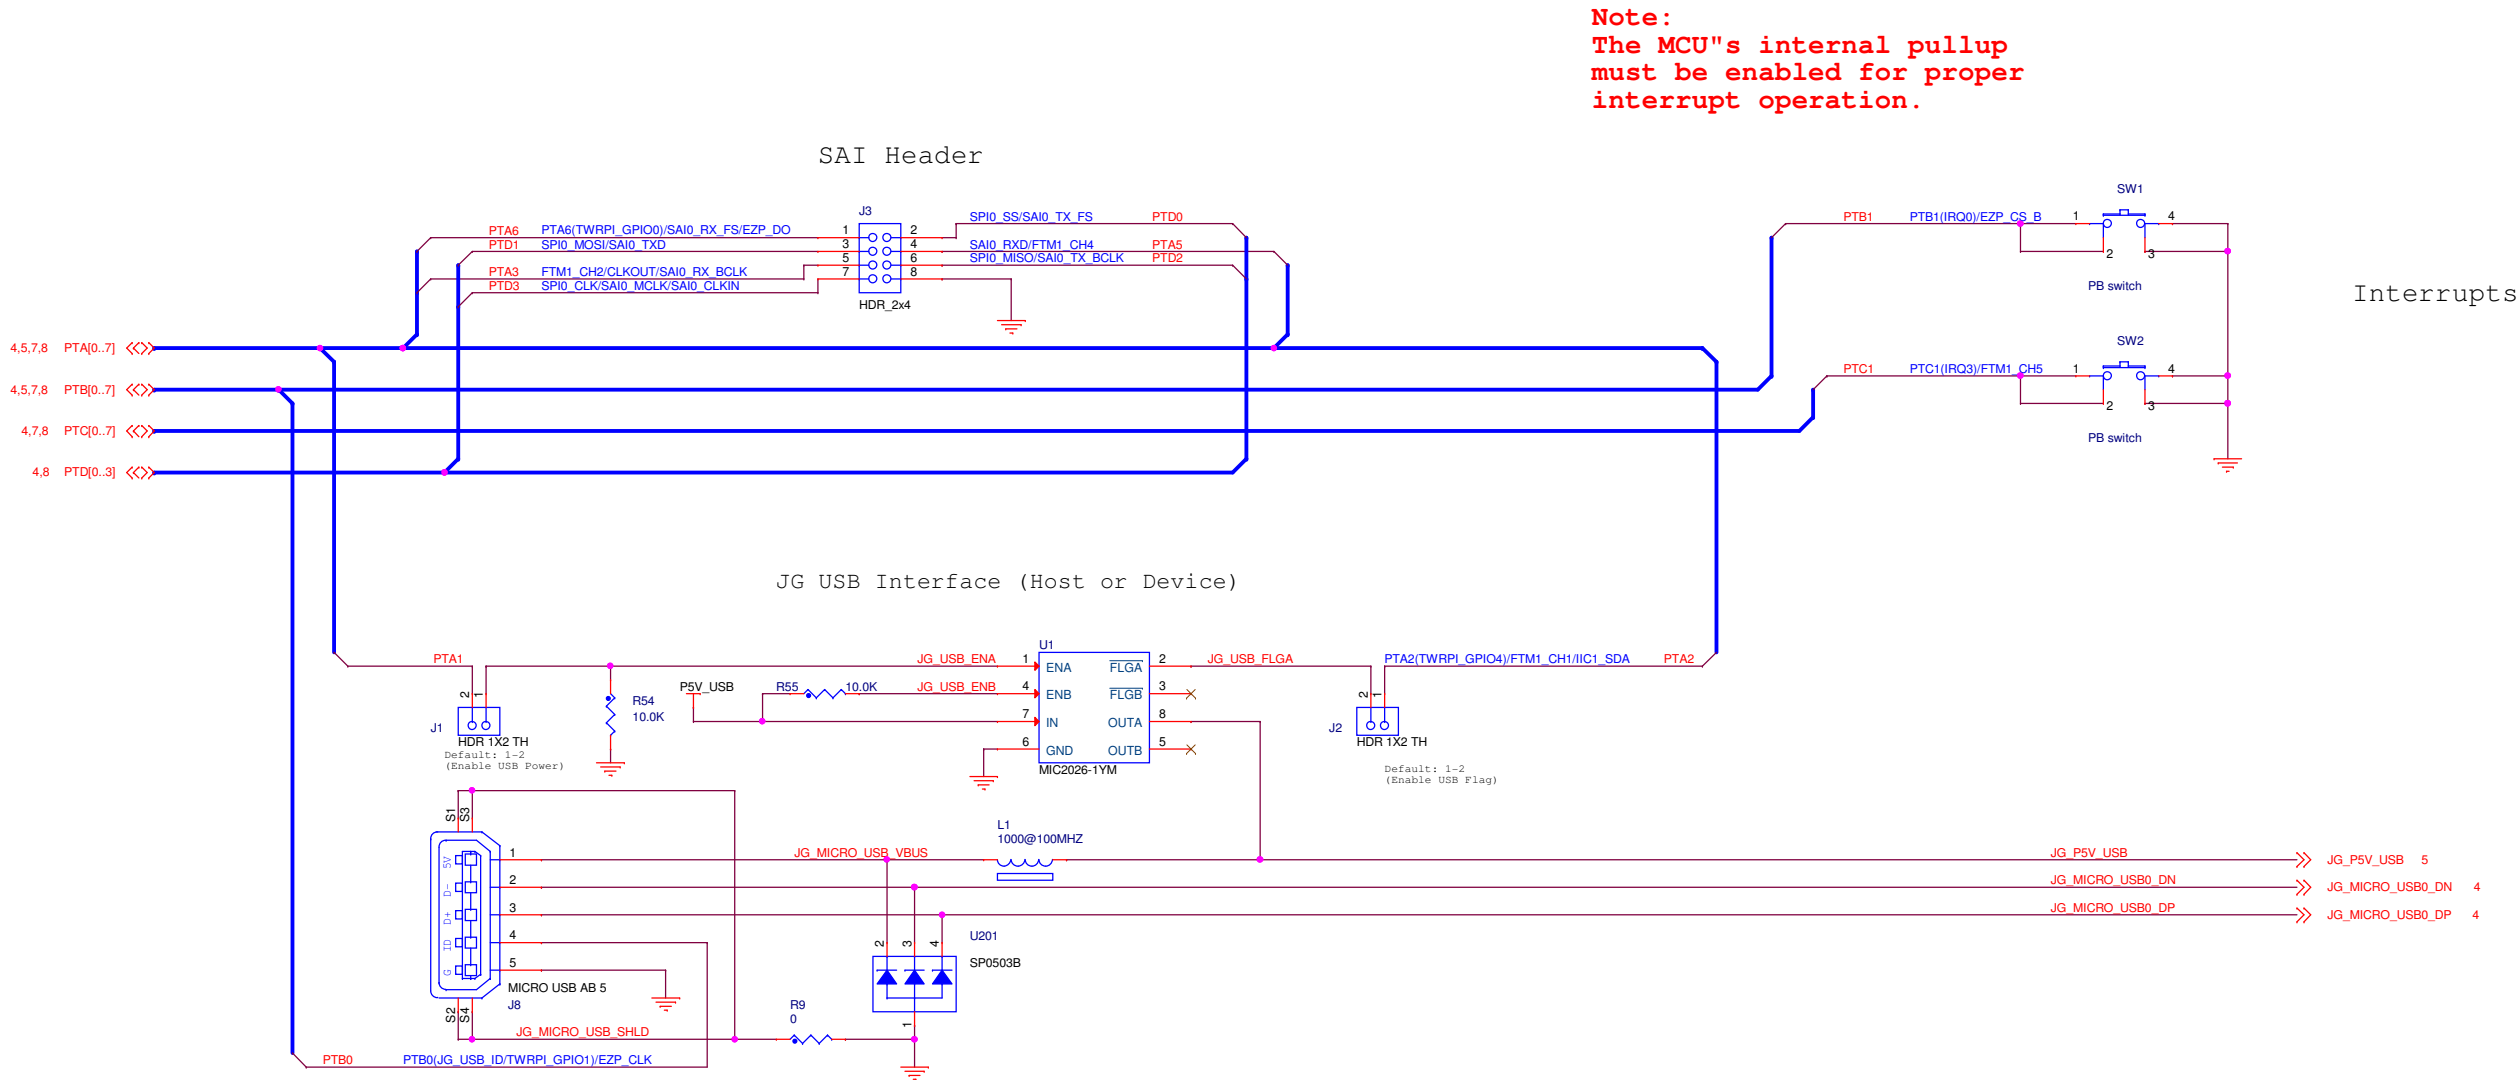 Note:
The MCU"s internal pullup
must be enabled for proper
interrupt operation.
SAI Header
J3
PTA6 PTA6(TWRPI_GPIO0)/SAI0_RX_FS/EZP_DO 1 2 SPI0_SS/SAI0_TX_FS PTD0
PTD1 SPI0_MOSI/SAI0_TXD 3 4 SAI0_RXD/FTM1_CH4 PTA5
5 6 SPI0_MISO/SAI0_TX_BCLK PTD2
PTA3 FTM1_CH2/CLKOUT/SAI0_RX_BCLK 7 8
PTD3 SPI0_CLK/SAI0_MCLK/SAI0_CLKIN
HDR_2x4
SW1
PTB1 PTB1(IRQ0)/EZP_CS_B 1 4
2 3
PB switch
Interrupts
SW2
PTC1 PTC1(IRQ3)/FTM1_CH5 1 4
2 3
PB switch
4,5,7,8 PTA[0..7]
4,5,7,8 PTB[0..7]
4,7,8 PTC[0..7]
4,8 PTD[0..3]
JG USB Interface (Host or Device)
U1
PTA1 JG_USB_ENA 1 ENA FLGA 2 JG_USB_FLGA PTA2(TWRPI_GPIO4)/FTM1_CH1/IIC1_SDA PTA2
P5V_USB R55 10.0K JG_USB_ENB 4 ENB FLGB 3
7 IN OUTA 8
6 GND OUTB 5
MIC2026-1YM
R54
10.0K
2 1
J1
HDR 1X2 TH
Default: 1-2
(Enable USB Power)
2 1
J2
HDR 1X2 TH
Default: 1-2
(Enable USB Flag)
S1 S3
L1
1000@100MHZ
5V 1 JG_MICRO_USB_VBUS JG_P5V_USB JG_P5V_USB 5
D- 2 JG_MICRO_USB0_DN JG_MICRO_USB0_DN 4
D+ 3 JG_MICRO_USB0_DP JG_MICRO_USB0_DP 4
ID 4
G 5
MICRO USB AB 5
J8
S2 S4
2 3 4
U201
SP0503B
1
R9
0
JG_MICRO_USB_SHLD
PTB0 PTB0(JG_USB_ID/TWRPI_GPIO1)/EZP_CLK